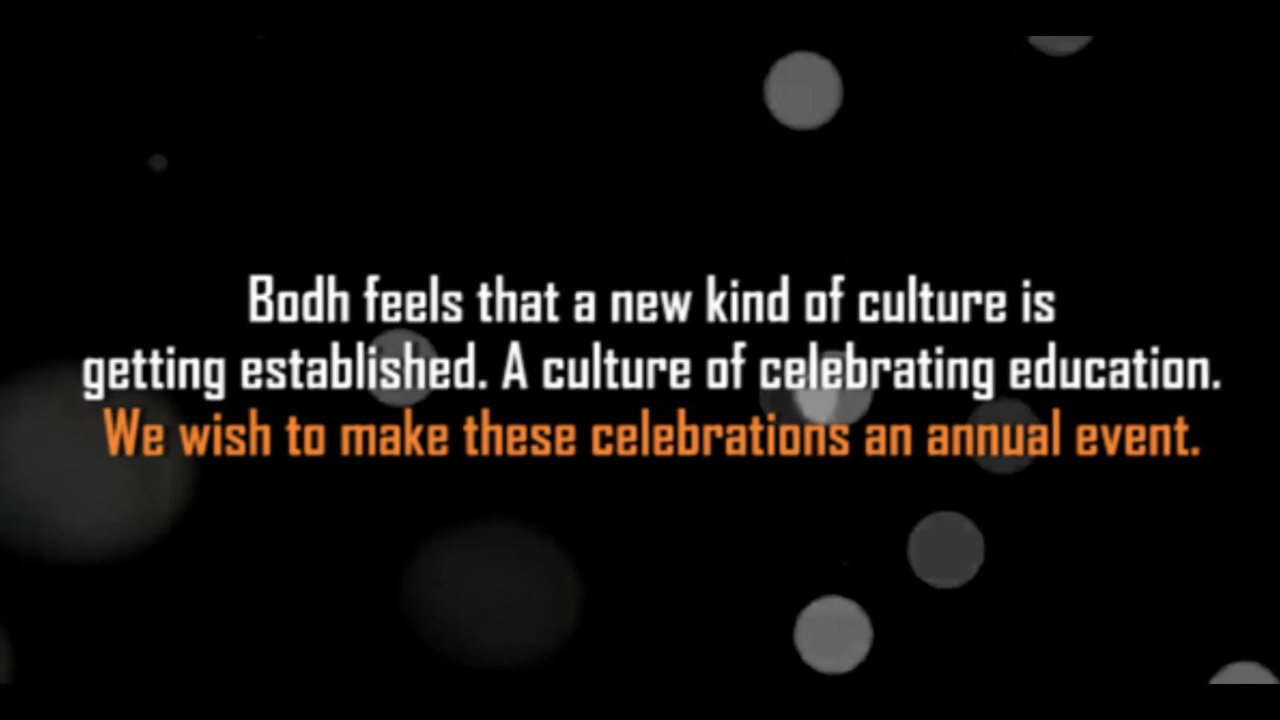 Bodh feels that a new kind of culture is
getting established. A culture of celebrating education.
We wish to make these celebrations an annual event.